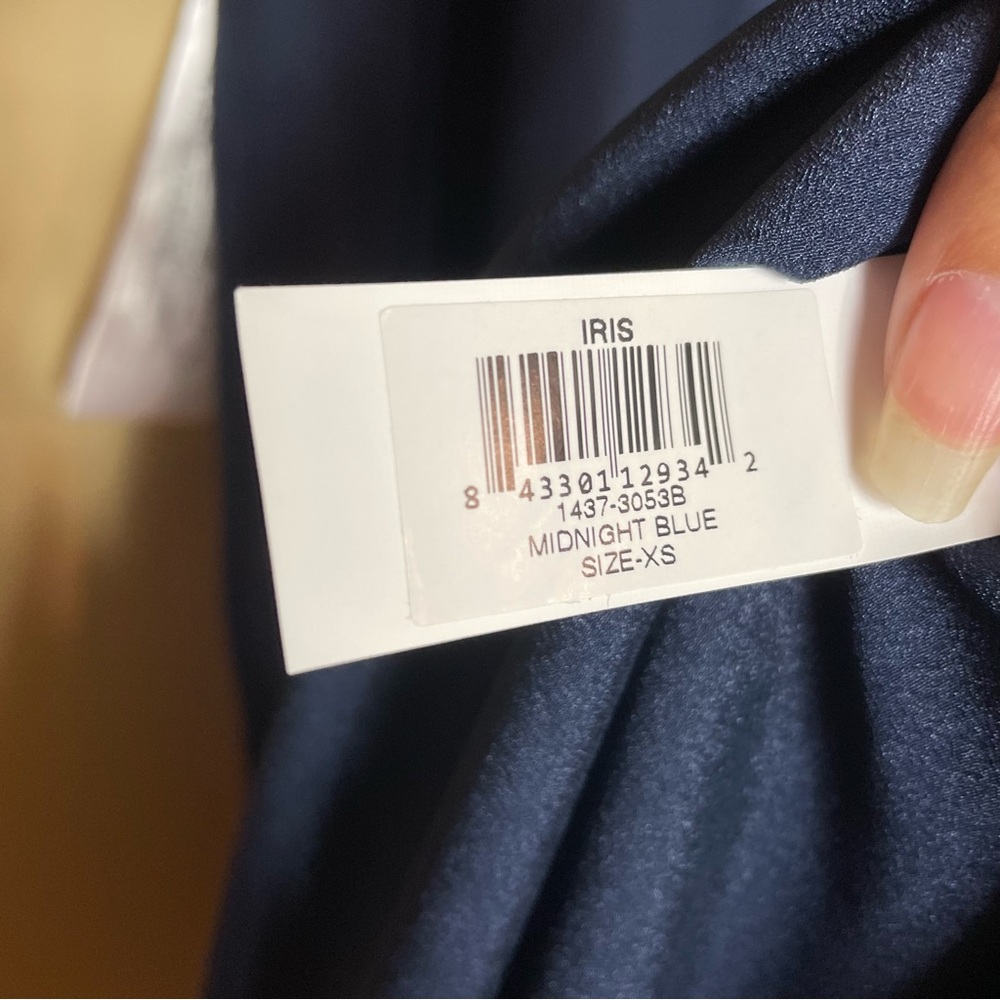 IRIS
8 43301 12934 2
1437-3053B
MIDNIGHT BLUE
SIZE-XS